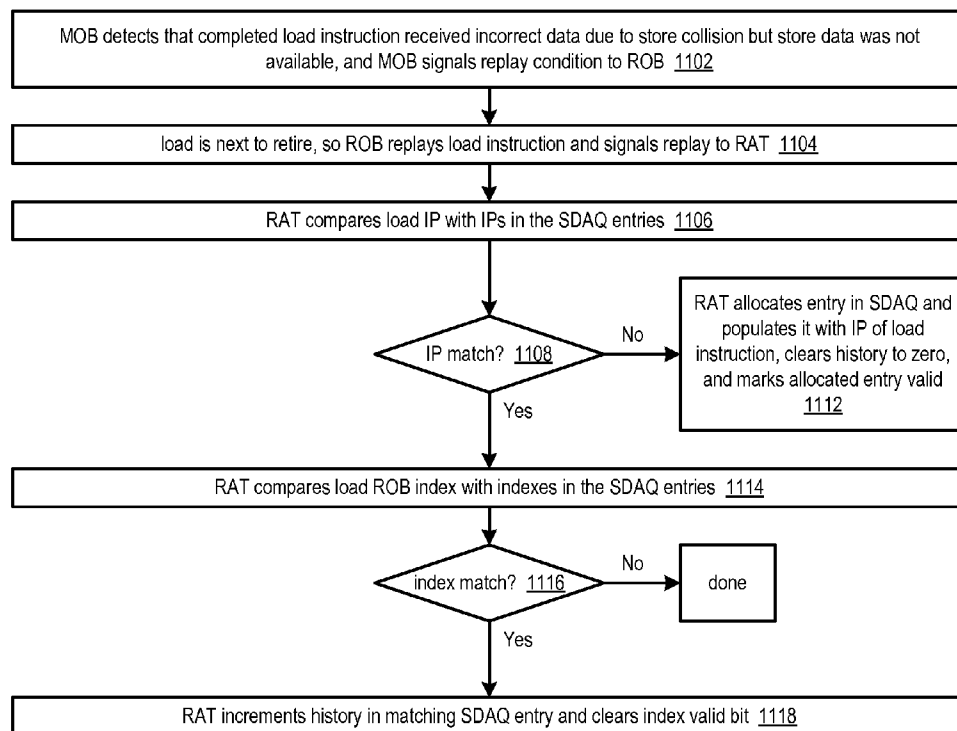 MOB detects that completed load instruction received incorrect data due to store collision but store data was not
available, and MOB signals replay condition to ROB 1102
load is next to retire, so ROB replays load instruction and signals replay to RAT 1104
RAT compares load IP with IPs in the SDAQ entries 1106
IP match? 1108
No
RAT allocates entry in SDAQ and
populates it with IP of load
instruction, clears history to zero,
and marks allocated entry valid
1112
Yes
RAT compares load ROB index with indexes in the SDAQ entries 1114
index match? 1116
No
done
Yes
RAT increments history in matching SDAQ entry and clears index valid bit 1118